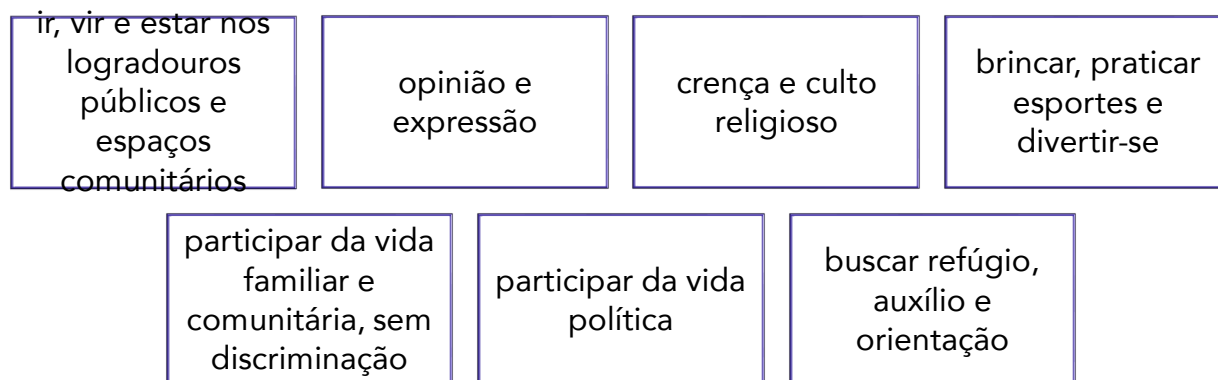 ir, vir e estar nos
logradouros
públicos e
espaços
comunitários
opinião e
expressão
crença e culto
religioso
brincar, praticar
esportes e
divertir-se
participar da vida
familiar e
comunitária, sem
discriminação
participar da vida
política
buscar refúgio,
auxílio e
orientação